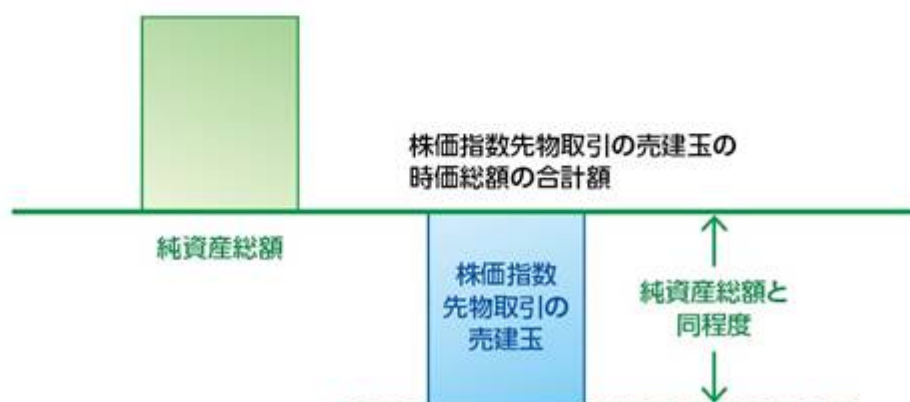 株価指数先物取引の売建玉の
時価総額の合計額
純資産総額
株価指数
先物取引の
売建玉
純資産総額と
同程度